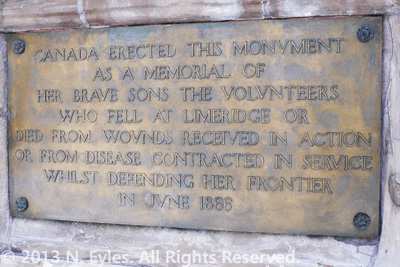 CANADA ERECTED THIS MONVMENT
AS A MEMORIAL OF
HER BRAVE SONS THE VOLVNTEERS
WHO FELL AT LIMERIDGE OR
DIED FROM WOVNDS RECEIVED IN ACTION
OR FROM DISEASE CONTRACTED IN SERVICE
WHILST DEFENDING HER FRONTIER
IN JVNE 1866
© 2013 N. Eyles. All Rights Reserved.